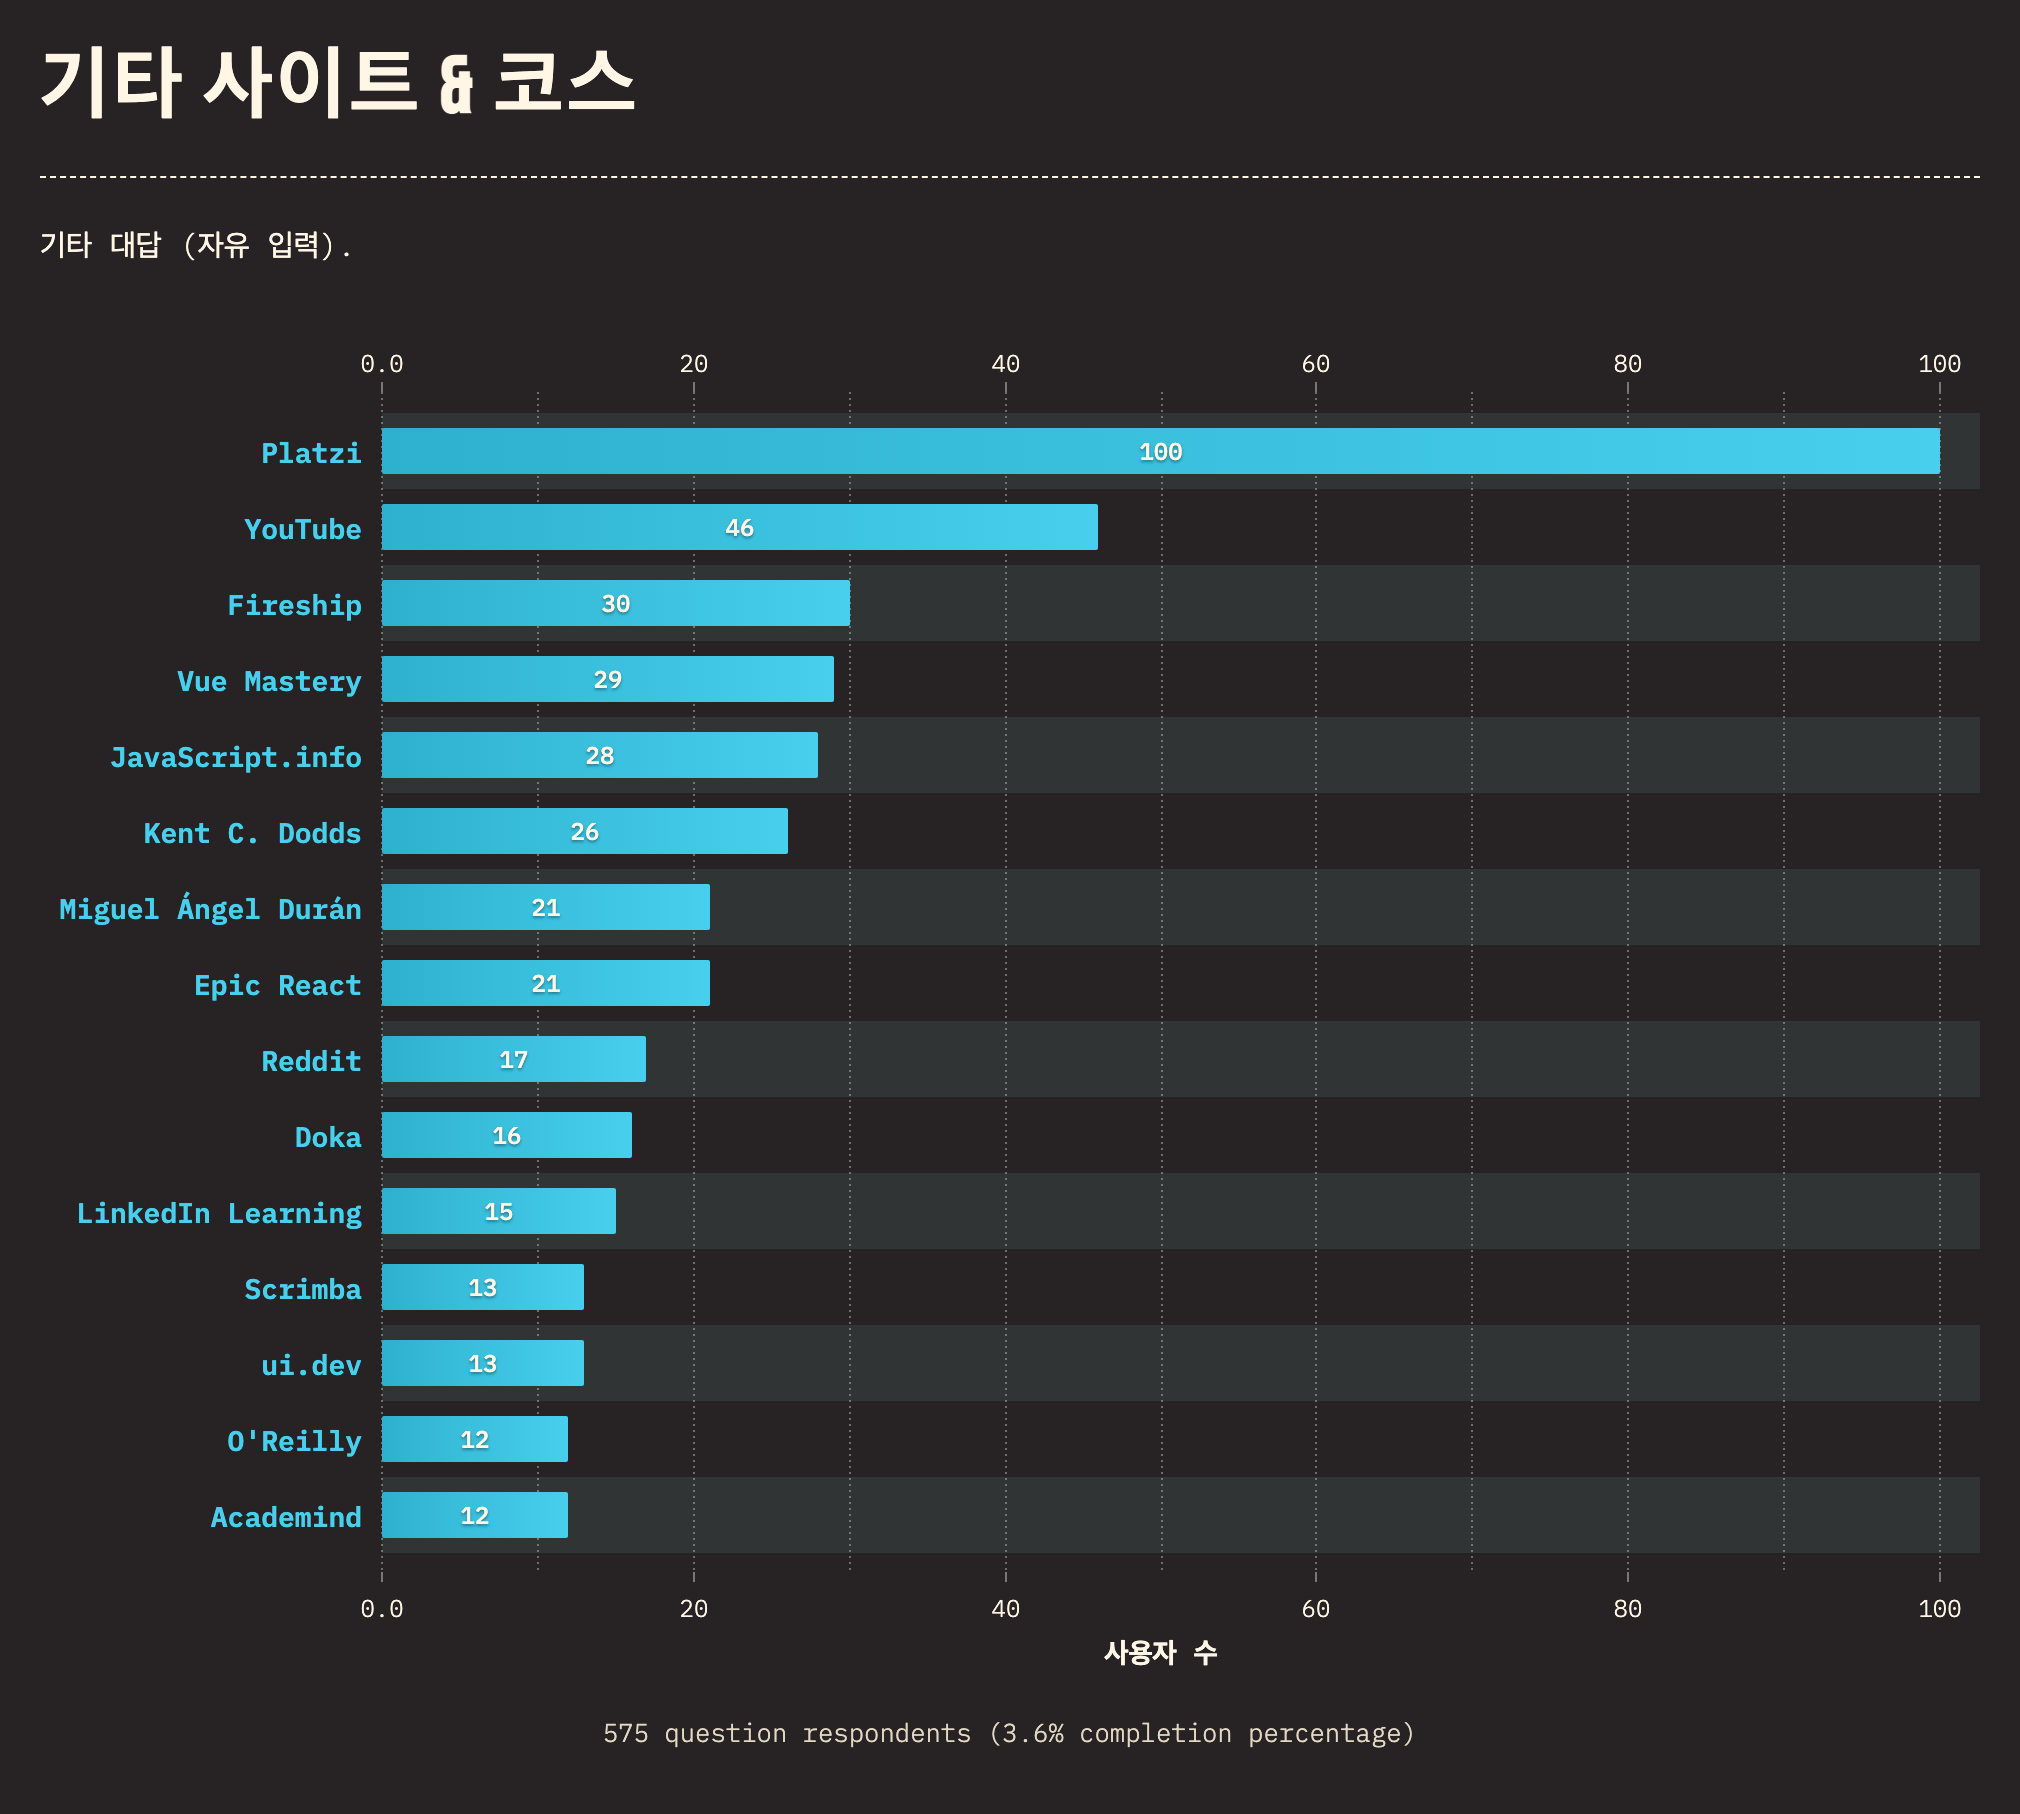 기타 사이트 & 코스
기타 대답 (자유 입력).
0.0 20 40 60 80 100
Platzi 100
YouTube 46
Fireship 30
Vue Mastery 29
JavaScript.info 28
Kent C. Dodds 26
Miguel Ángel Durán 21
Epic React 21
Reddit 17
Doka 16
LinkedIn Learning 15
Scrimba 13
ui.dev 13
O'Reilly 12
Academind 12
0.0 20 40 60 80 100
사용자 수
575 question respondents (3.6% completion percentage)